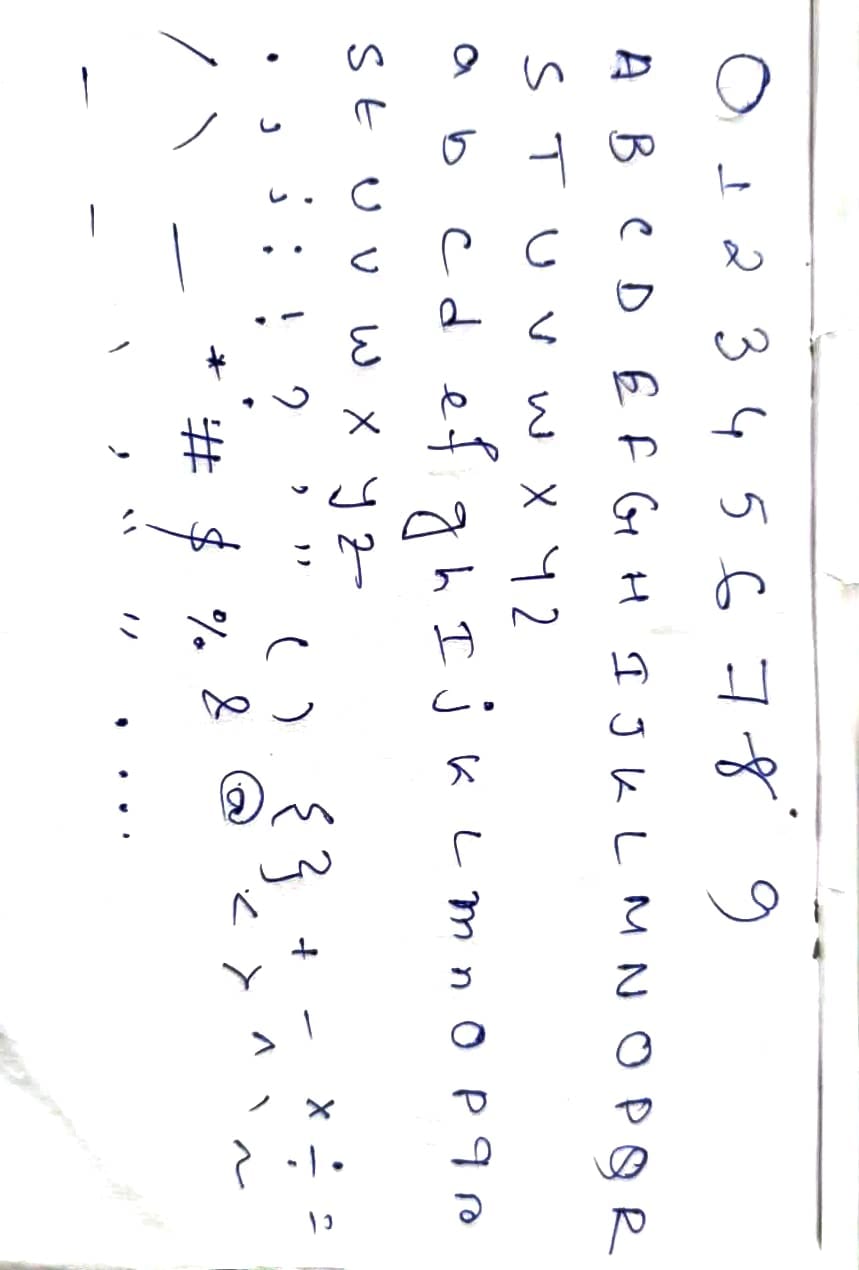 0 1 2 3 4 5 6 7 8 9
A B C D E F G H I J K L M N O P Q R
S T U V W X Y Z
a b c d e f g h I j k L m n o p q r
s t u v w x y z
. , ; : ! ? ’ ” ( ) { } + - × ÷ =
/ \ _ * # $ % & @ < > ^ ` ~
– – ‘ ’ “ ” • ...